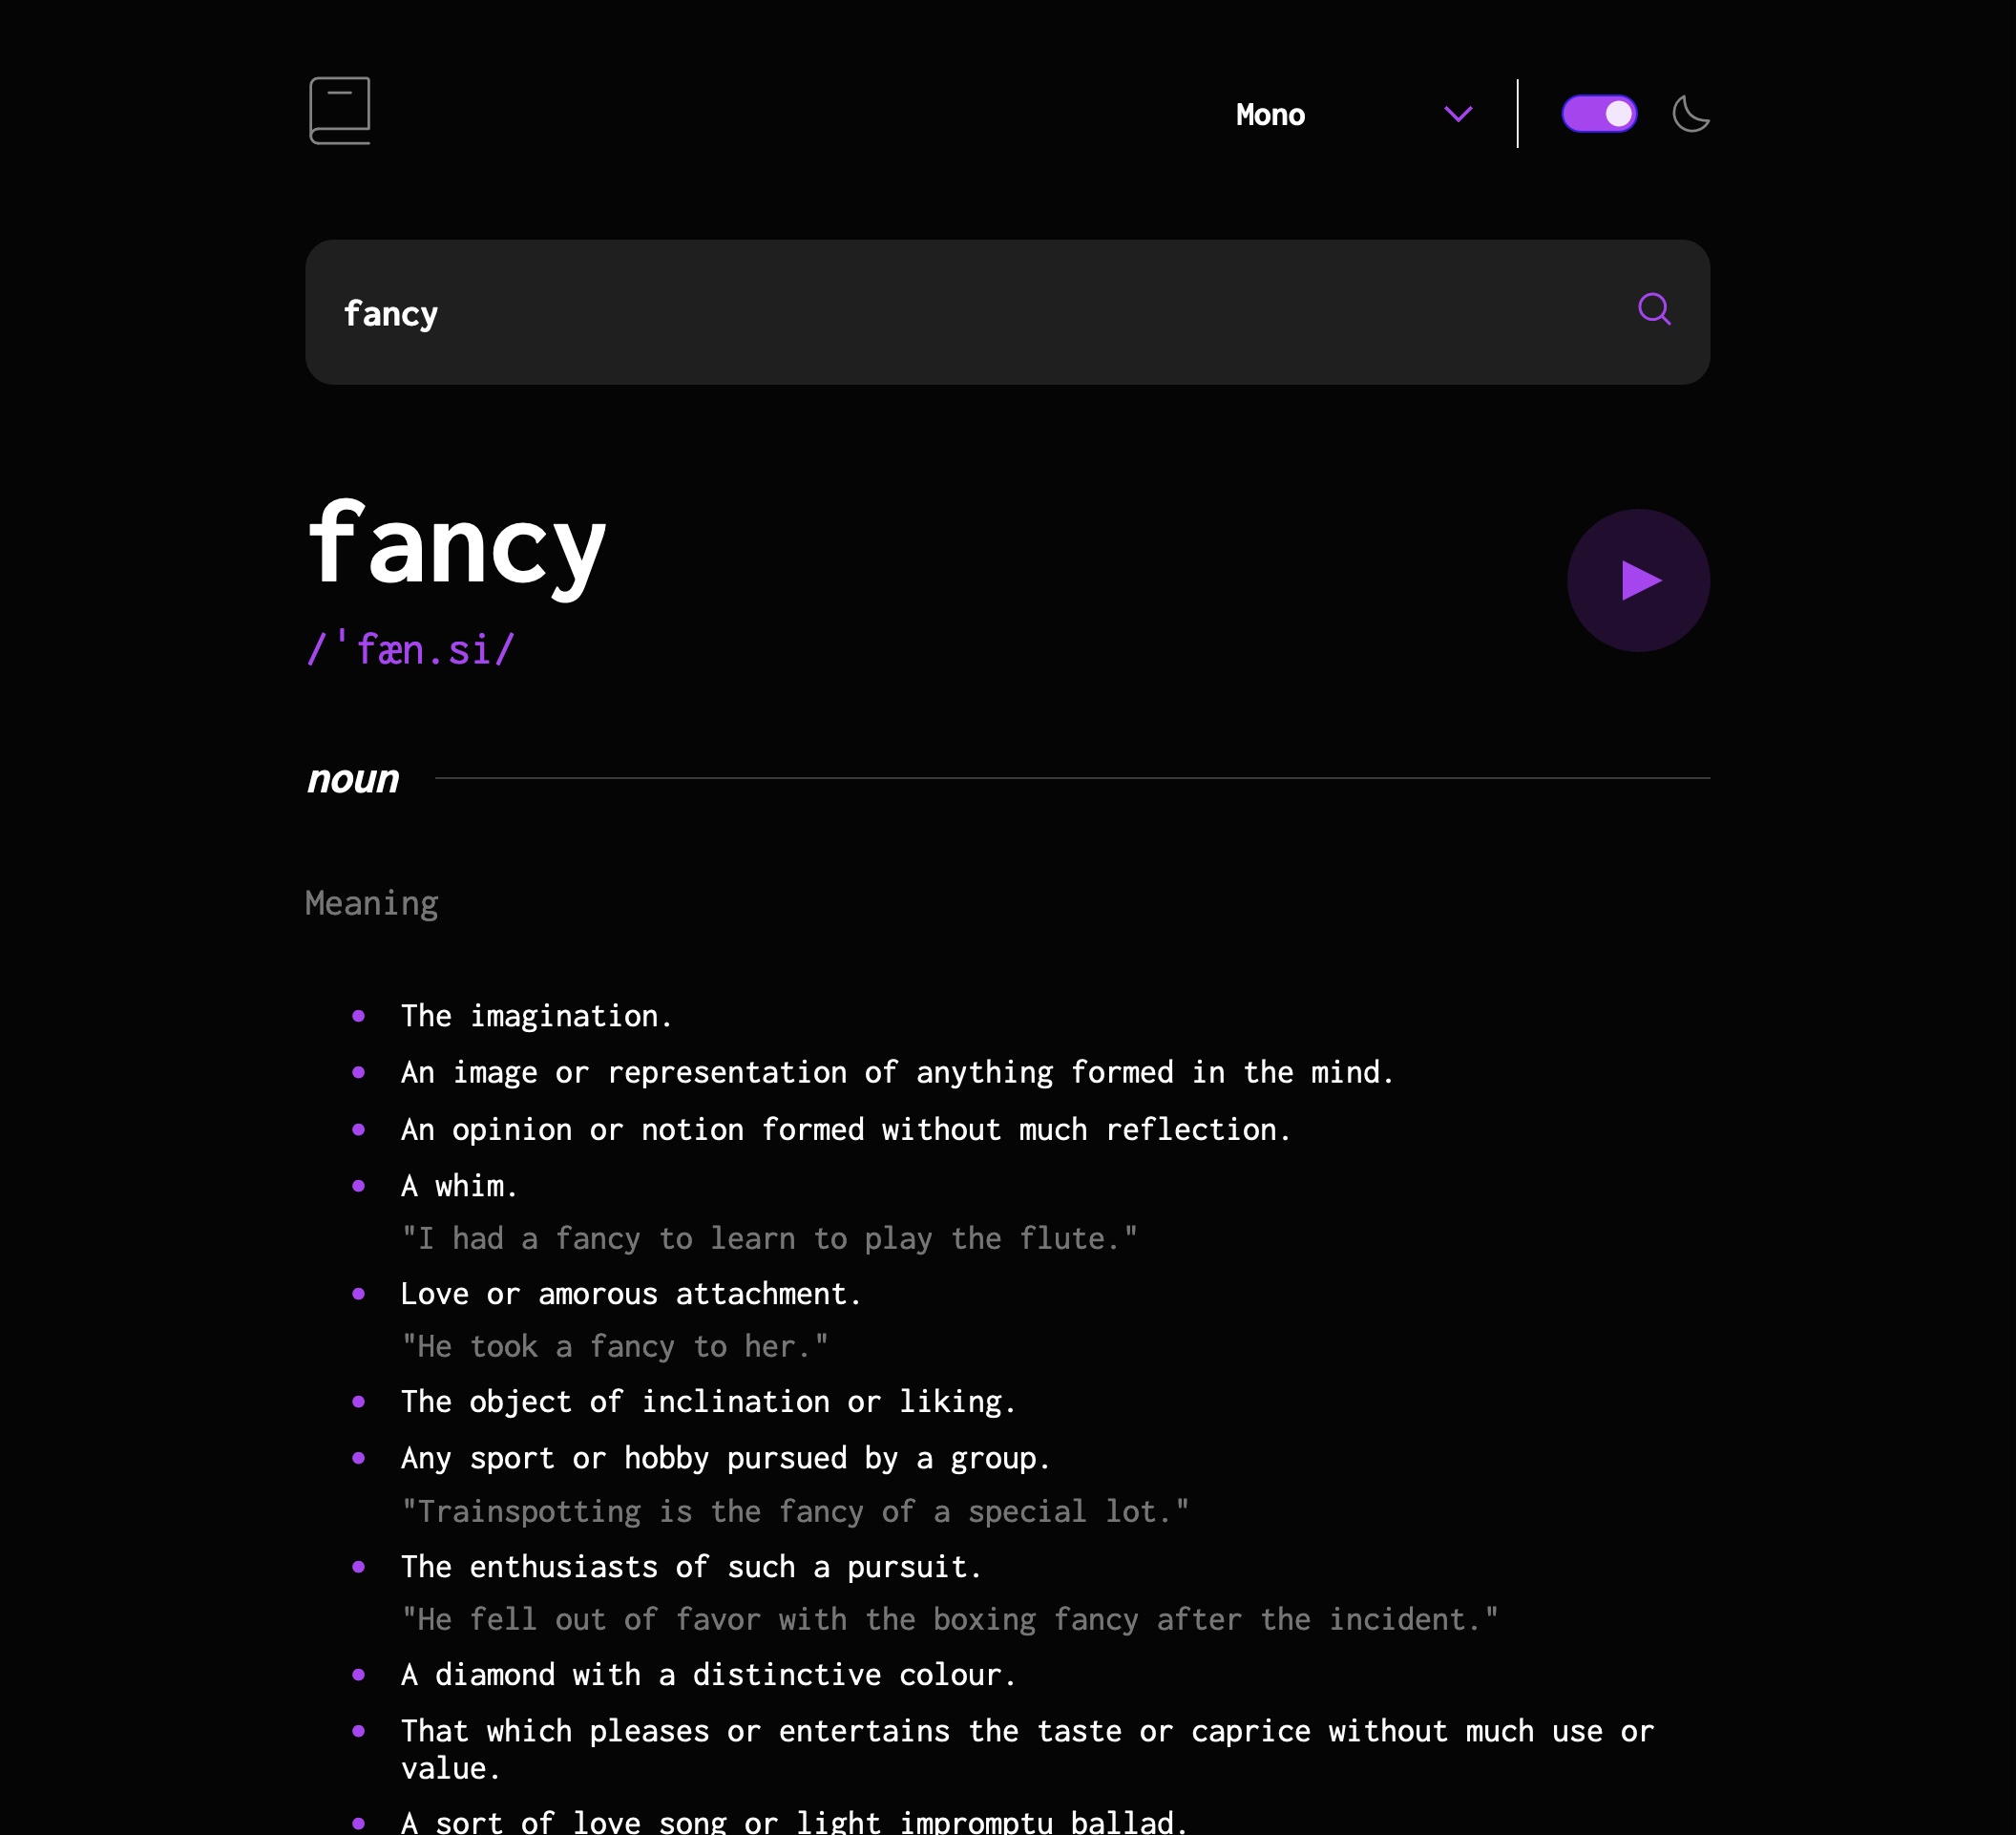 Mono
fancy
fancy
/ˈfæn.si/
noun
Meaning
The imagination.
An image or representation of anything formed in the mind.
An opinion or notion formed without much reflection.
A whim.
"I had a fancy to learn to play the flute."
Love or amorous attachment.
"He took a fancy to her."
The object of inclination or liking.
Any sport or hobby pursued by a group.
"Trainspotting is the fancy of a special lot."
The enthusiasts of such a pursuit.
"He fell out of favor with the boxing fancy after the incident."
A diamond with a distinctive colour.
That which pleases or entertains the taste or caprice without much use or
value.
A sort of love song or light impromptu ballad.